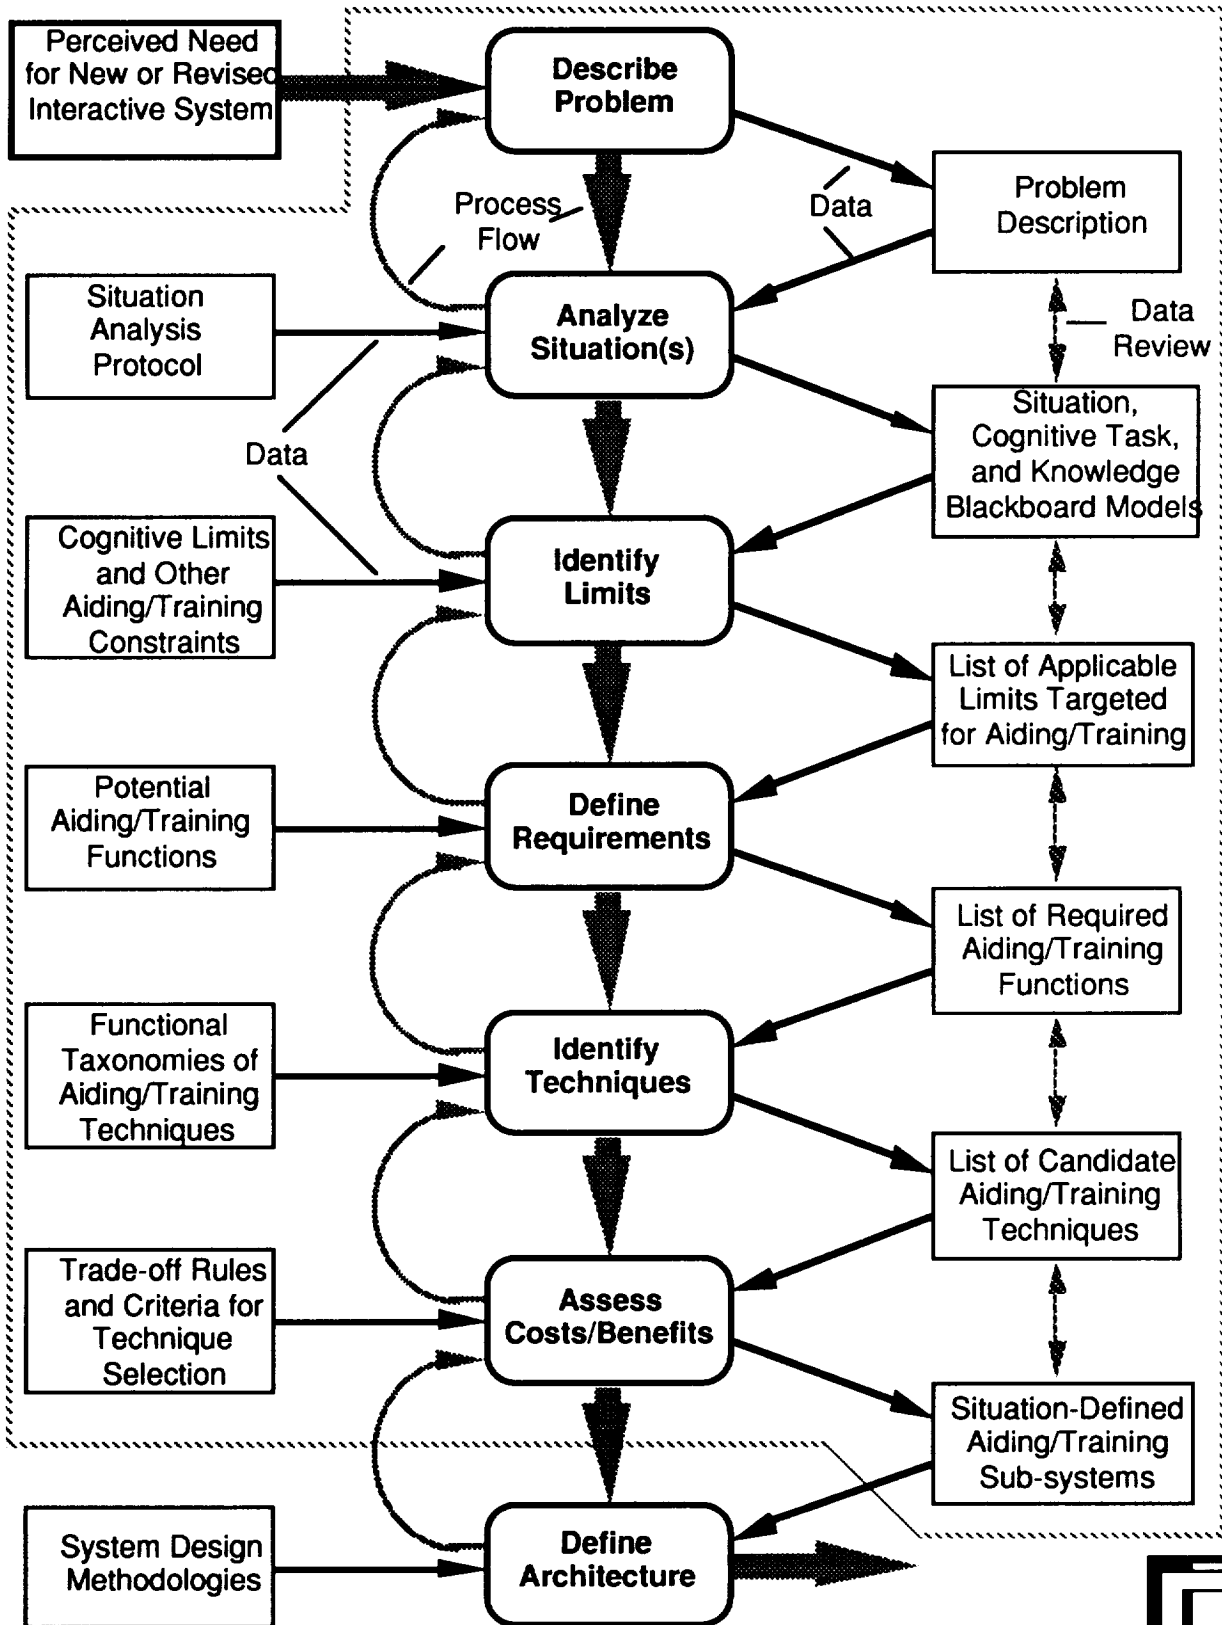 Perceived Need
for New or Revised
Interactive System
Describe
Problem
Process
Flow
Data
Problem
Description
Situation
Analysis
Protocol
Analyze
Situation(s)
Data
Review
Data
Situation,
Cognitive Task,
and Knowledge
Blackboard Models
Cognitive Limits
and Other
Aiding/Training
Constraints
Identify
Limits
List of Applicable
Limits Targeted
for Aiding/Training
Potential
Aiding/Training
Functions
Define
Requirements
List of Required
Aiding/Training
Functions
Functional
Taxonomies of
Aiding/Training
Techniques
Identify
Techniques
List of Candidate
Aiding/Training
Techniques
Trade-off Rules
and Criteria for
Technique
Selection
Assess
Costs/Benefits
Situation-Defined
Aiding/Training
Sub-systems
System Design
Methodologies
Define
Architecture